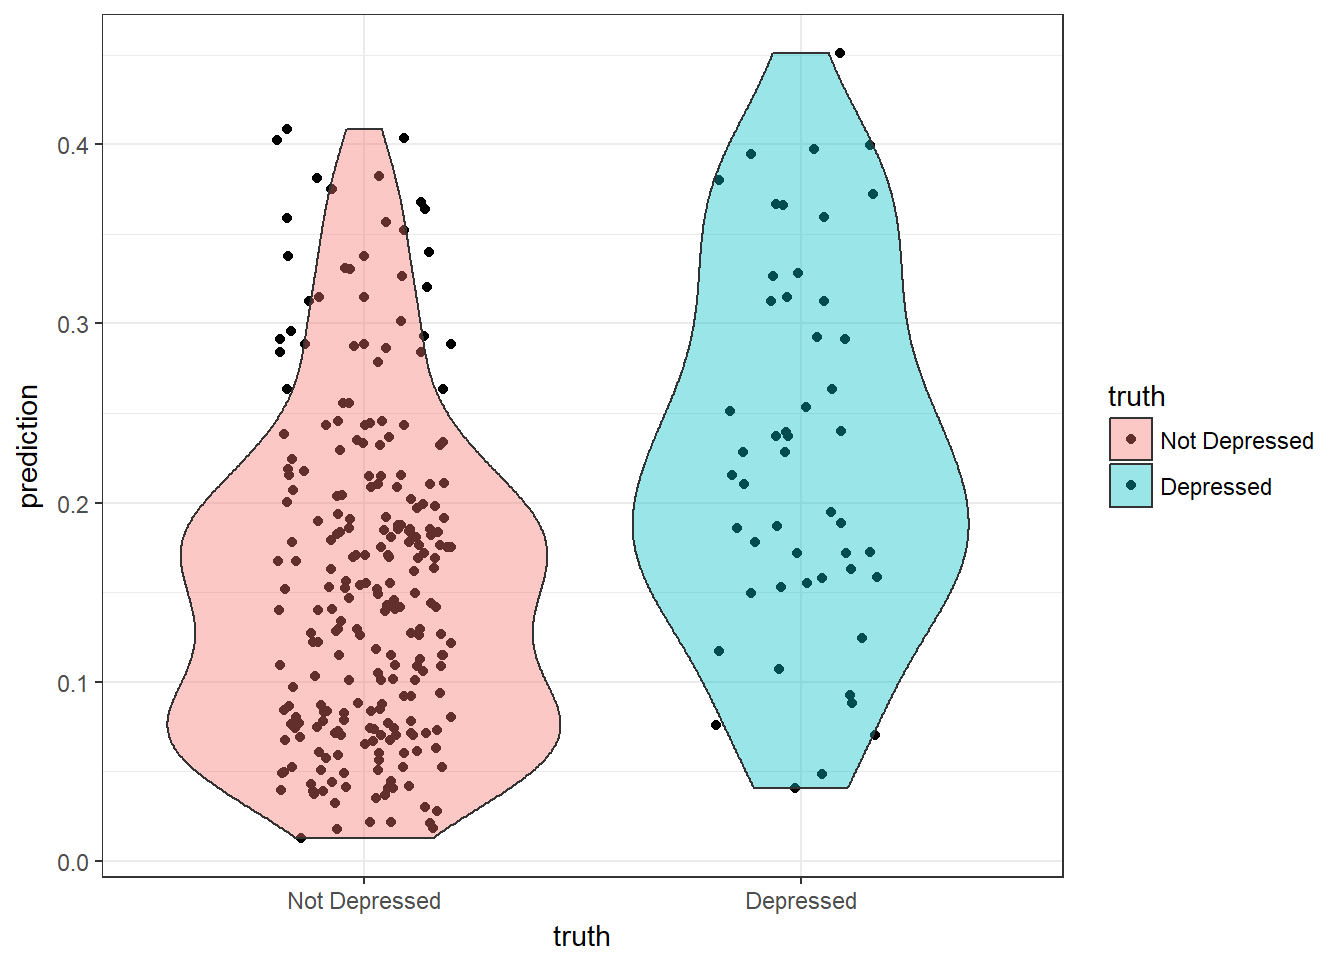 0.4
0.3
0.2
0.1
0.0
prediction
Not Depressed
Depressed
truth
truth
Not Depressed
Depressed